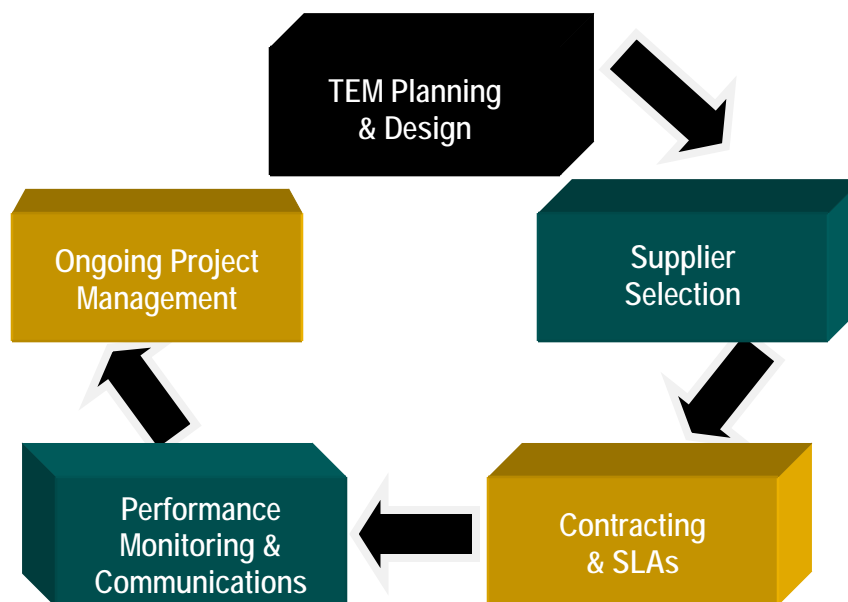 TEM Planning
& Design
Supplier
Selection
Contracting
& SLAs
Performance
Monitoring &
Communications
Ongoing Project
Management